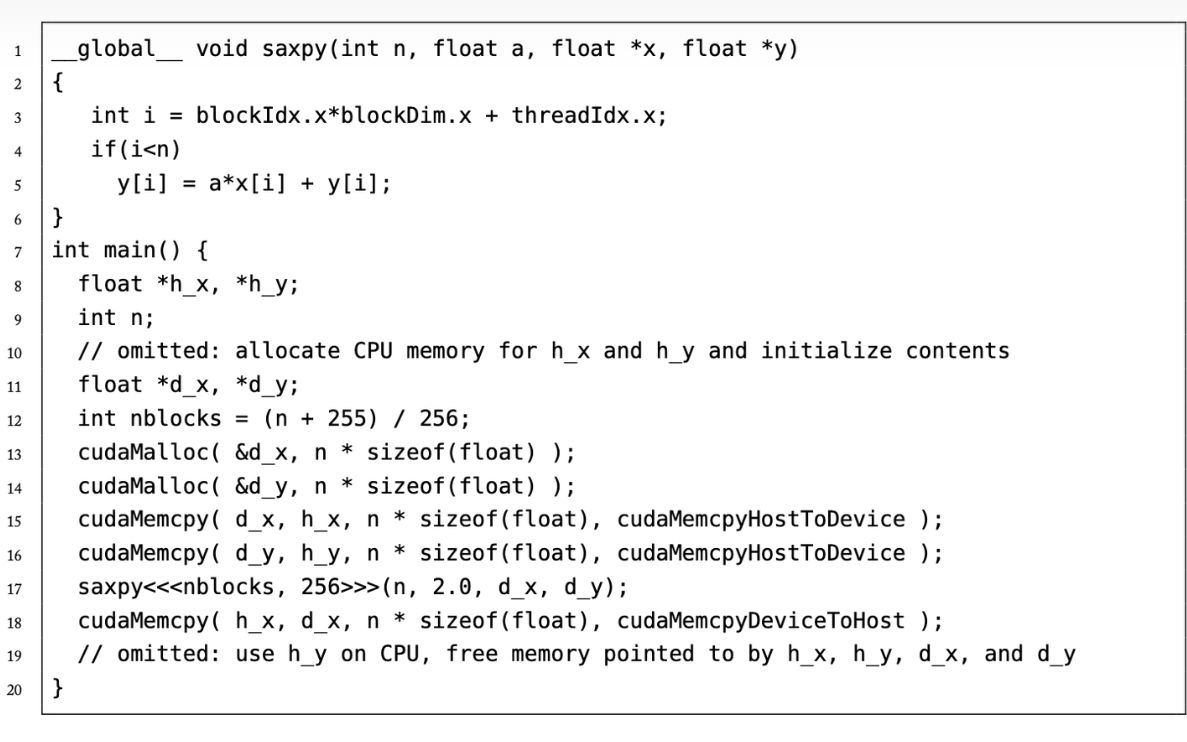 1 __global__ void saxpy(int n, float a, float *x, float *y)
2 {
3 int i = blockIdx.x*blockDim.x + threadIdx.x;
4 if(i<n)
5 y[i] = a*x[i] + y[i];
6 }
7 int main() {
8 float *h_x, *h_y;
9 int n;
10 // omitted: allocate CPU memory for h_x and h_y and initialize contents
11 float *d_x, *d_y;
12 int nblocks = (n + 255) / 256;
13 cudaMalloc( &d_x, n * sizeof(float) );
14 cudaMalloc( &d_y, n * sizeof(float) );
15 cudaMemcpy( d_x, h_x, n * sizeof(float), cudaMemcpyHostToDevice );
16 cudaMemcpy( d_y, h_y, n * sizeof(float), cudaMemcpyHostToDevice );
17 saxpy<<<nblocks, 256>>>(n, 2.0, d_x, d_y);
18 cudaMemcpy( h_x, d_x, n * sizeof(float), cudaMemcpyDeviceToHost );
19 // omitted: use h_y on CPU, free memory pointed to by h_x, h_y, d_x, and d_y
20 }